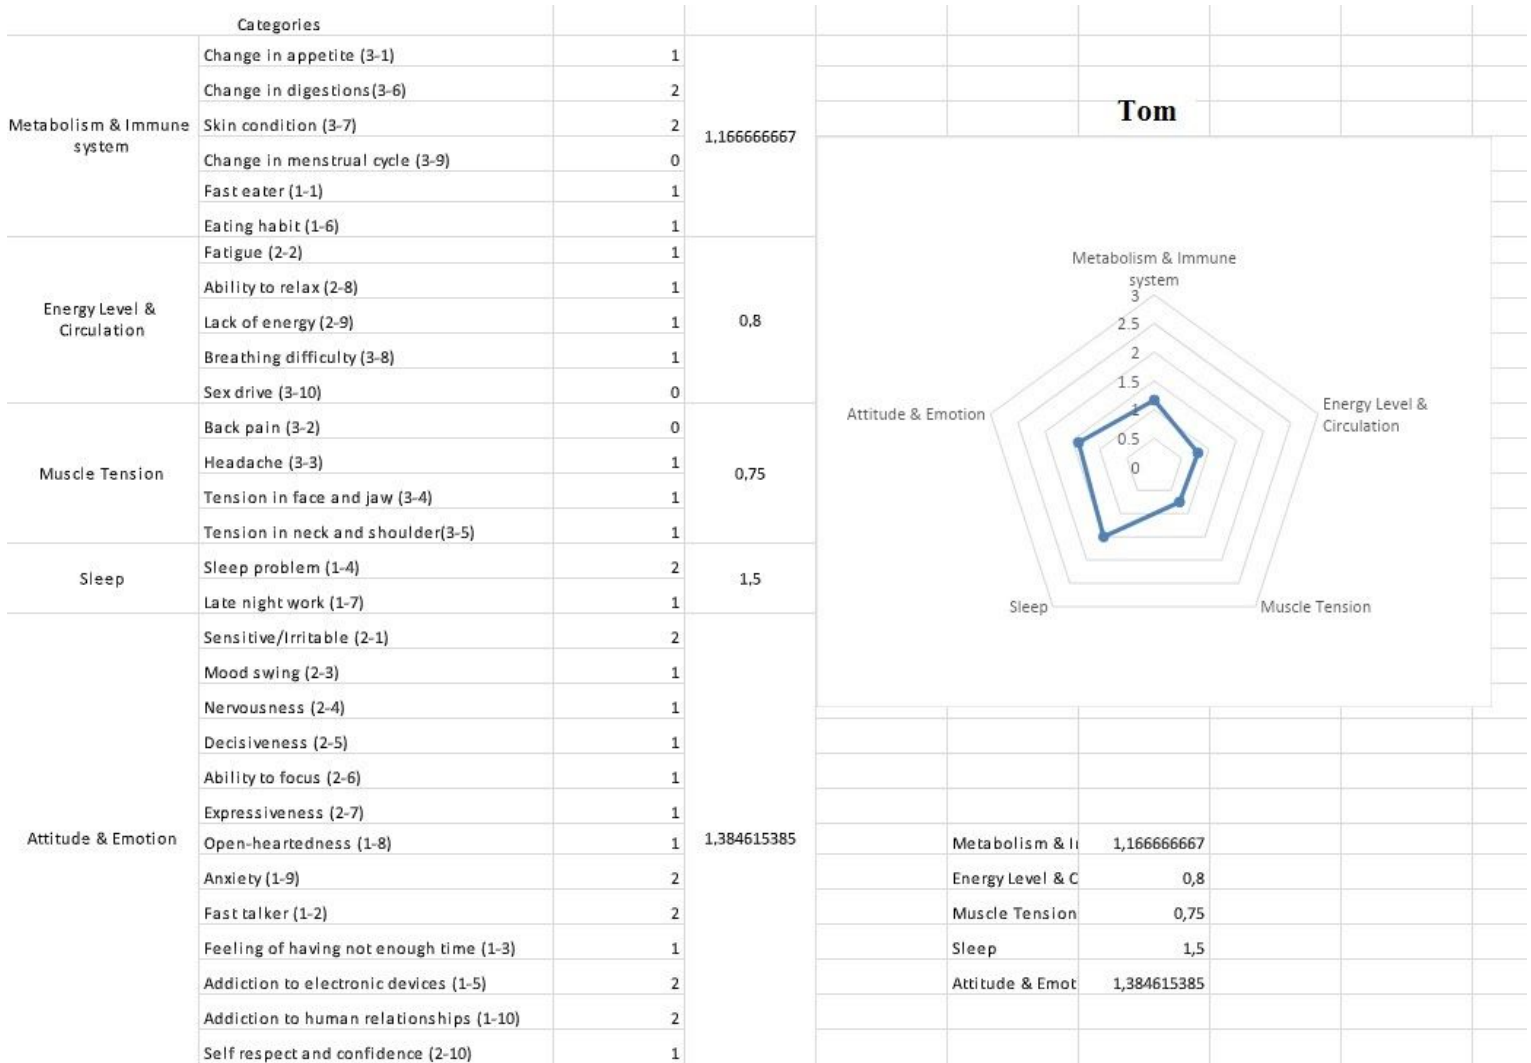 Categories
Metabolism & Immune
system
Change in appetite (3-1) 1
Change in digestions(3-6) 2
Skin condition (3-7) 2
Change in menstrual cycle (3-9) 0
Fast eater (1-1) 1
Eating habit (1-6) 1
1,166666667
Energy Level &
Circulation
Fatigue (2-2) 1
Ability to relax (2-8) 1
Lack of energy (2-9) 1
Breathing difficulty (3-8) 1
Sex drive (3-10) 0
0,8
Muscle Tension
Back pain (3-2) 0
Headache (3-3) 1
Tension in face and jaw (3-4) 1
Tension in neck and shoulder(3-5) 1
0,75
Sleep
Sleep problem (1-4) 2
Late night work (1-7) 1
1,5
Attitude & Emotion
Sensitive/Irritable (2-1) 2
Mood swing (2-3) 1
Nervousness (2-4) 1
Decisiveness (2-5) 1
Ability to focus (2-6) 1
Expressiveness (2-7) 1
Open-heartedness (1-8) 1
Anxiety (1-9) 2
Fast talker (1-2) 2
Feeling of having not enough time (1-3) 1
Addiction to electronic devices (1-5) 2
Addiction to human relationships (1-10) 2
Self respect and confidence (2-10) 1
1,384615385
Tom
Metabolism & Immune
system
3
2.5
2
1.5
1
0.5
0
Energy Level &
Circulation
Muscle Tension
Sleep
Attitude & Emotion
Metabolism & I 1,166666667
Energy Level & C 0,8
Muscle Tension 0,75
Sleep 1,5
Attitude & Emot 1,384615385